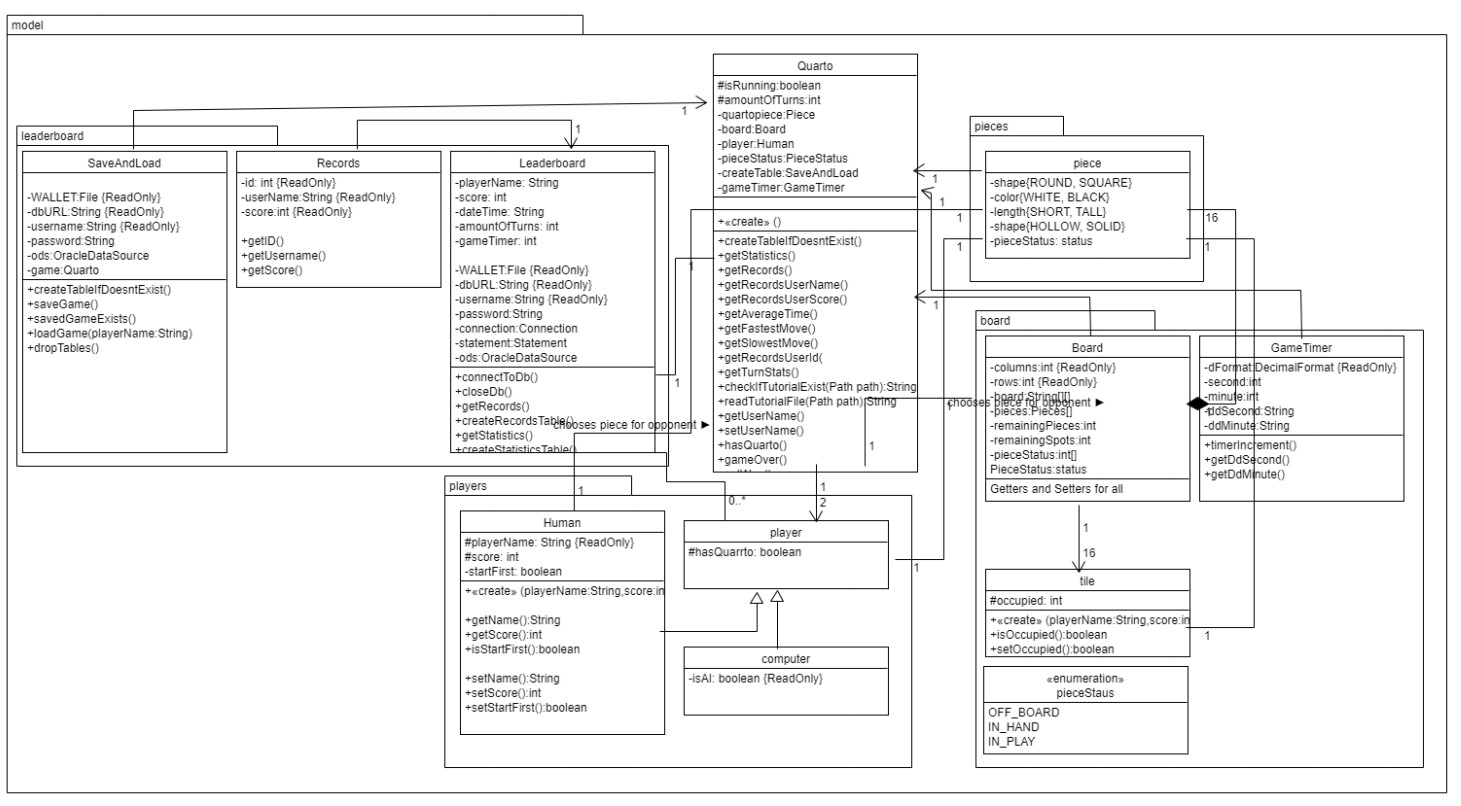 model
leaderboard
SaveAndLoad
-WALLET:File {ReadOnly}
-dbURL:String {ReadOnly}
-username:String {ReadOnly}
-password:String
-ods:OracleDataSource
-game:Quarto
+createTableIfDoesntExist()
+saveGame()
+savedGameExists()
+loadGame(playerName:String)
+dropTables()
Records
-id: int {ReadOnly}
-userName:String {ReadOnly}
-score:int {ReadOnly}
+getID()
+getUsername()
+getScore()
Leaderboard
-playerName: String
-score: int
-dateTime: String
-amountOfTurns: int
-gameTimer: int
-WALLET:File {ReadOnly}
-dbURL:String {ReadOnly}
-username:String {ReadOnly}
-password:String
-connection:Connection
-statement:Statement
-ods:OracleDataSource
+connectToDb()
+closeDb()
+getRecords()
+createRecordsTable()
+getStatistics()
+createStatisticsTable()
1
1
1
1
chooses piece for opponent ►
Quarto
#isRunning:boolean
#amountOfTurns:int
-quartopiece:Piece
-board:Board
-player:Human
-pieceStatus:PieceStatus
-createTable:SaveAndLoad
-gameTimer:GameTimer
+«create» ()
+createTableIfDoesntExist()
+getStatistics()
+getRecords()
+getRecordsUserName()
+getRecordsUserScore()
+getAverageTime()
+getFastestMove()
+getSlowestMove()
+getRecordsUserId(
+getTurnStats()
+checkIfTutorialExist(Path path):String
+readTutorialFile(Path path):String
+getUserName()
+setUserName()
+hasQuarto()
+gameOver()
1
1
1
1
1
1
pieces
piece
-shape{ROUND, SQUARE}
-color{WHITE, BLACK}
-length{SHORT, TALL}
-shape{HOLLOW, SOLID}
-pieceStatus: status
16
1
board
Board
-columns:int {ReadOnly}
-rows:int {ReadOnly}
-board:String[][]
-pieces:Pieces[]
-remainingPieces:int
-remainingSpots:int
-pieceStatus:int[]
PieceStatus:status
Getters and Setters for all
chooses piece for opponent ►
GameTimer
-dFormat:DecimalFormat {ReadOnly}
-second:int
-minute:int
-ddSecond:String
-ddMinute:String
+timerIncrement()
+getDdSecond()
+getDdMinute()
1
16
tile
#occupied: int
+«create» (playerName:String,score:in
+isOccupied():boolean
+setOccupied():boolean
1
«enumeration»
pieceStaus
OFF_BOARD
IN_HAND
IN_PLAY
players
1
0..*
1
2
1
Human
#playerName: String {ReadOnly}
#score: int
-startFirst: boolean
+«create» (playerName:String,score:in
+getName():String
+getScore():int
+isStartFirst():boolean
+setName():String
+setScore():int
+setStartFirst():boolean
player
#hasQuarrto: boolean
computer
-isAI: boolean {ReadOnly}